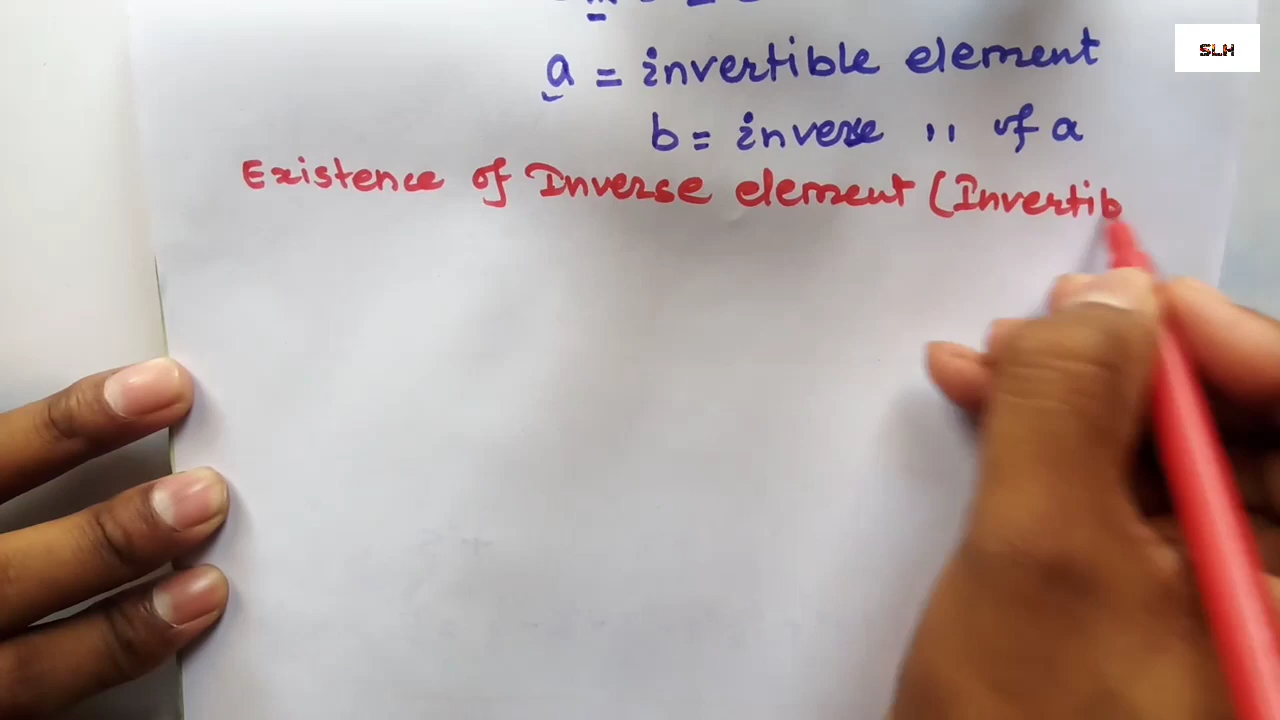 SLH
a = invertible element
b = inverse ,, of a
Existence of Inverse element (Invertib